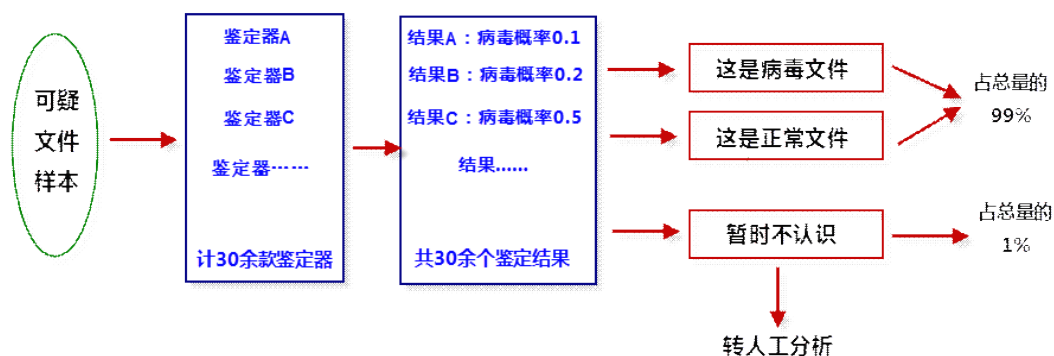 可疑
文件
样本
鉴定器A
鉴定器B
鉴定器C
鉴定器……
计30余款鉴定器
结果A：病毒概率0.1
结果B：病毒概率0.2
结果C：病毒概率0.5
结果......
共30余个鉴定结果
这是病毒文件
这是正常文件
暂时不认识
转人工分析
占总量的
99%
占总量的
1%